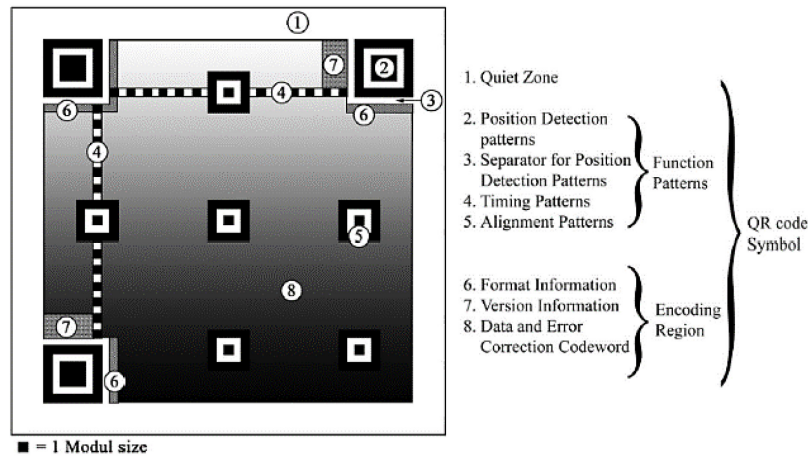 1
7
2
4
3
6
6
4
5
8
7
6
■ = 1 Modul size
1. Quiet Zone
2. Position Detection
patterns
3. Separator for Position
Detection Patterns
4. Timing Patterns
5. Alignment Patterns
Function
Patterns
6. Format Information
7. Version Information
8. Data and Error
Correction Codeword
Encoding
Region
QR code
Symbol